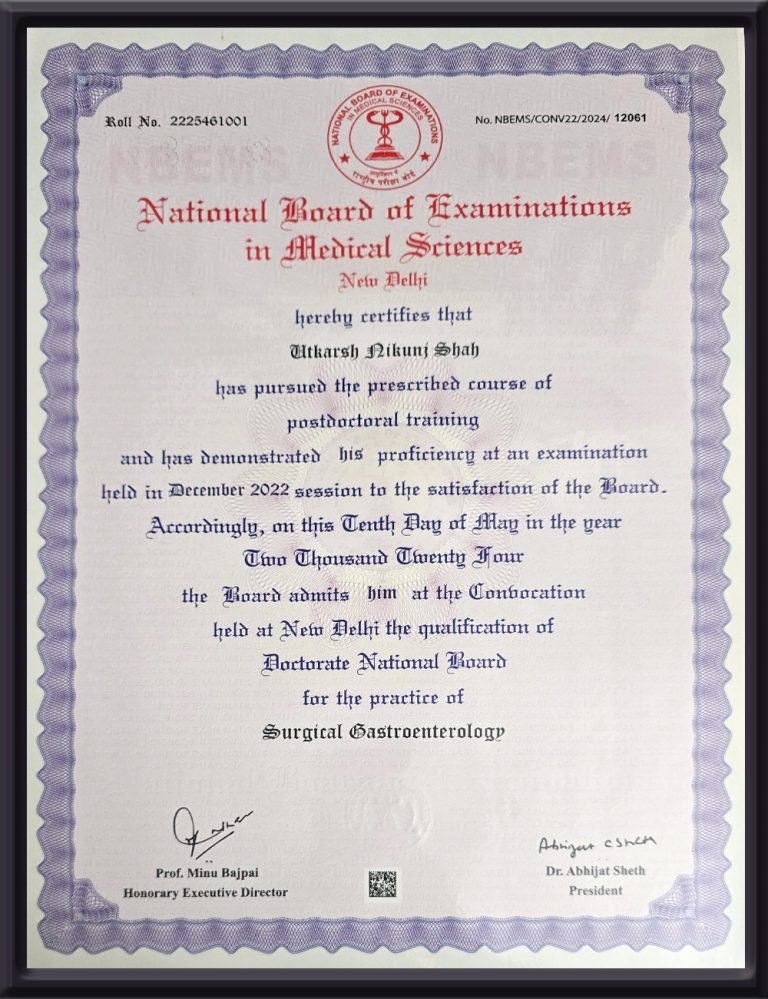 Roll No. 2225461001
NATIONAL BOARD OF EXAMINATIONS
IN MEDICAL SCIENCES
राष्ट्रीय परीक्षा बोर्ड
No. NBEMS/CONV22/2024/ 12061
NBEMS NBEMS
National Board of Examinations
in Medical Sciences
New Delhi
hereby certifies that
Utkarsh Nikunj Shah
has pursued the prescribed course of
postdoctoral training
and has demonstrated his proficiency at an examination
held in December 2022 session to the satisfaction of the Board.
Accordingly, on this Tenth Day of May in the year
Two Thousand Twenty Four
the Board admits him at the Convocation
held at New Delhi the qualification of
Doctorate National Board
for the practice of
Surgical Gastroenterology
Abhijat C Sheth
Prof. Minu Bajpai
Honorary Executive Director
Dr. Abhijat Sheth
President